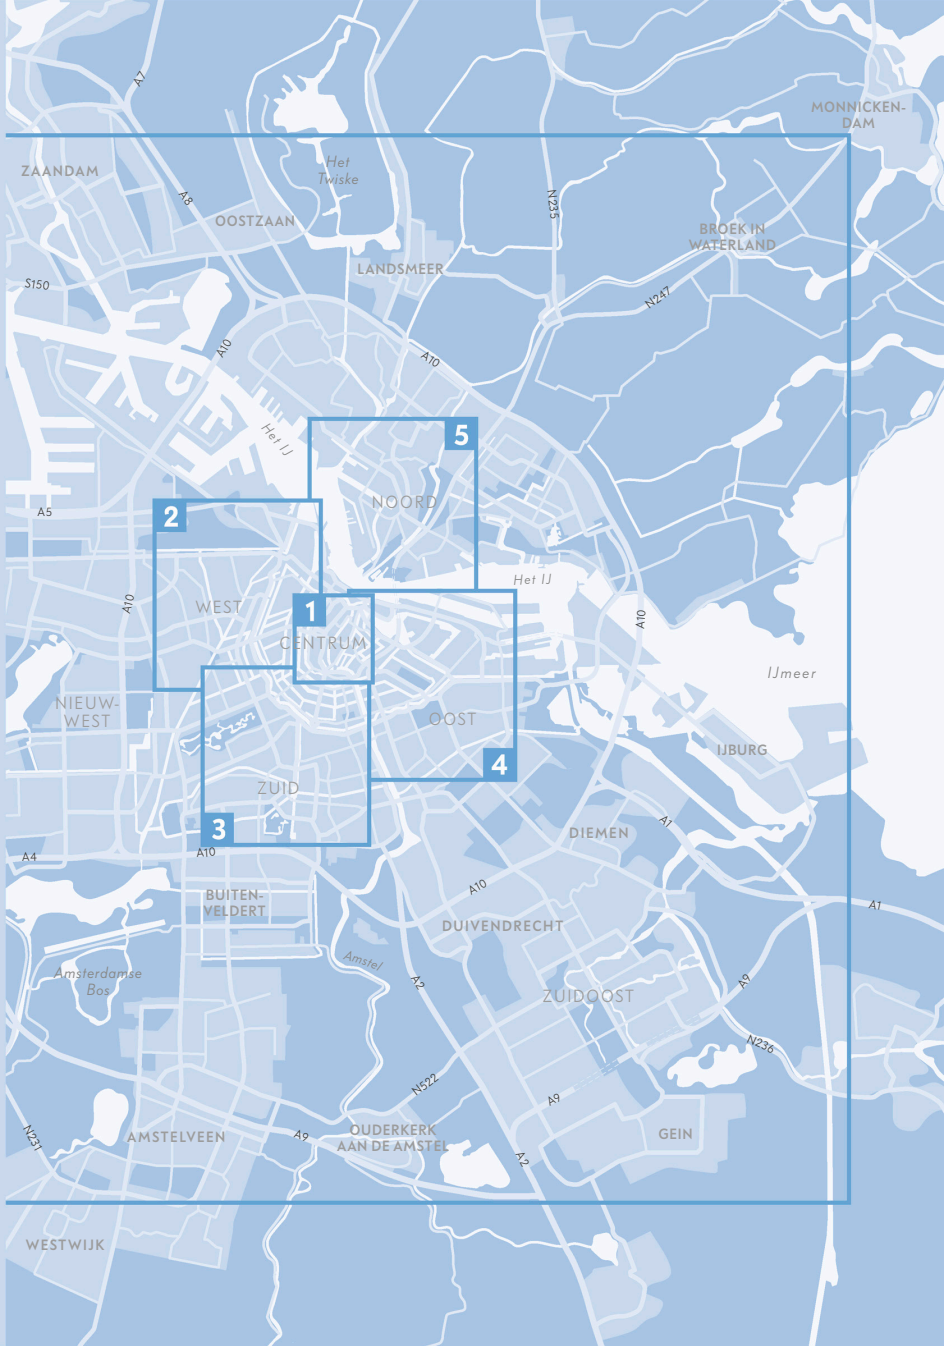 A7
MONNICKEN-
DAM
ZAANDAM
Het
Twiske
A8
N235
OOSTZAAN
BROEK IN
WATERLAND
LANDSMEER
S150
N247
A10
A10
Het IJ
5
NOORD
A5
2
Het IJ
A10
WEST
1
A10
CENTRUM
IJmeer
NIEUW-
WEST
OOST
IJBURG
4
ZUID
3
A1
DIEMEN
A10
A4
A10
BUITEN-
VELDERT
A1
DUIVENDRECHT
Amstel
Amsterdamse
Bos
A2
A9
ZUIDOOST
N236
N522
A9
N231
AMSTELVEEN
A9
OUDERKERK
AAN DE AMSTEL
GEIN
A2
WESTWIJK